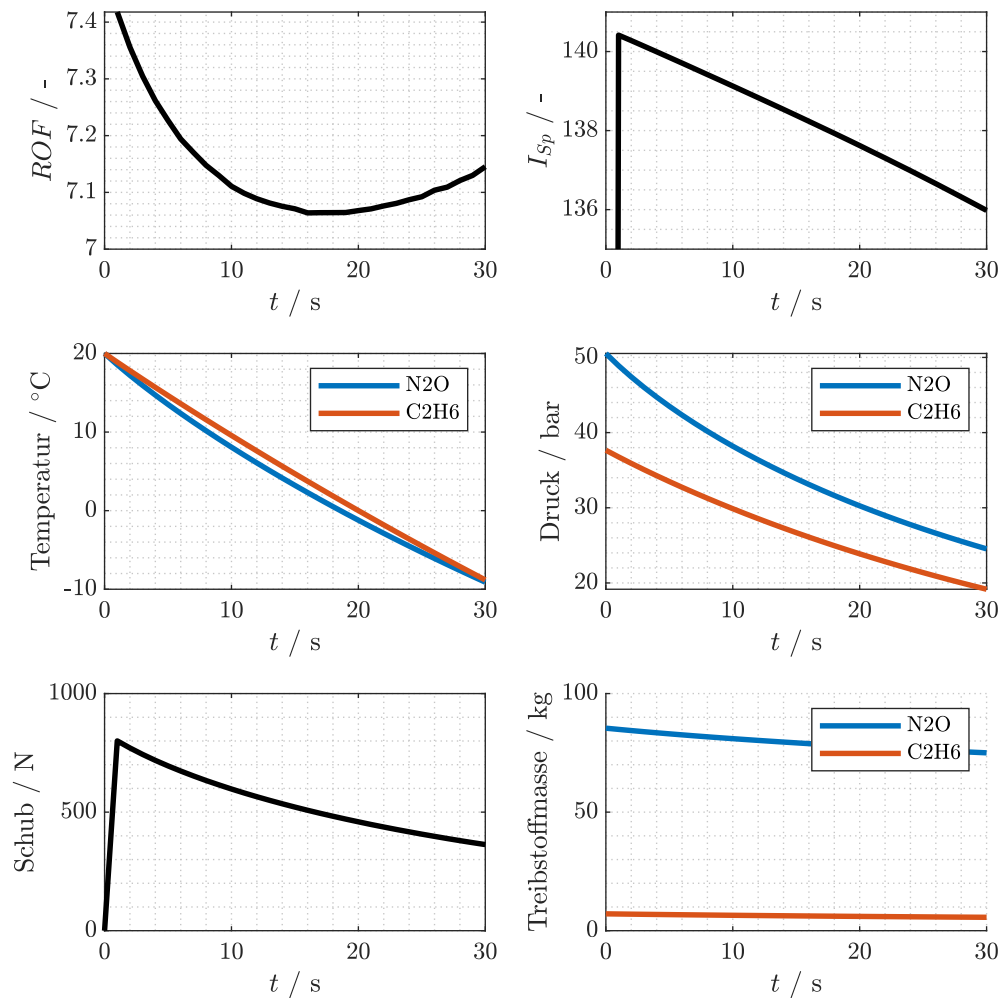 ROF / -
7.4
7.3
7.2
7.1
7
0 10 20 30
t / s
I_Sp / -
140
138
136
0 10 20 30
t / s
Temperatur / °C
20
10
0
-10
0 10 20 30
t / s
N2O
C2H6
Druck / bar
50
40
30
20
0 10 20 30
t / s
N2O
C2H6
Schub / N
1000
500
0
0 10 20 30
t / s
Treibstoffmasse / kg
100
50
0
0 10 20 30
t / s
N2O
C2H6